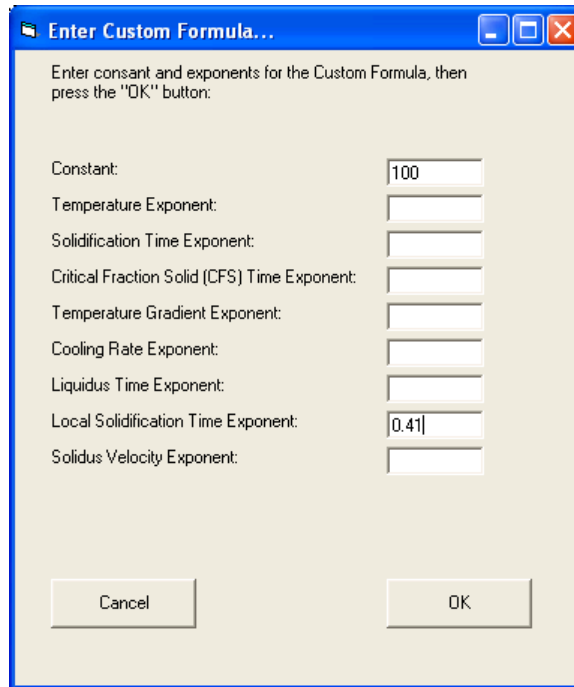 Enter Custom Formula...
Enter consant and exponents for the Custom Formula, then
press the "OK" button:
Constant: 100
Temperature Exponent:
Solidification Time Exponent:
Critical Fraction Solid (CFS) Time Exponent:
Temperature Gradient Exponent:
Cooling Rate Exponent:
Liquidus Time Exponent:
Local Solidification Time Exponent: 0.41
Solidus Velocity Exponent:
Cancel OK